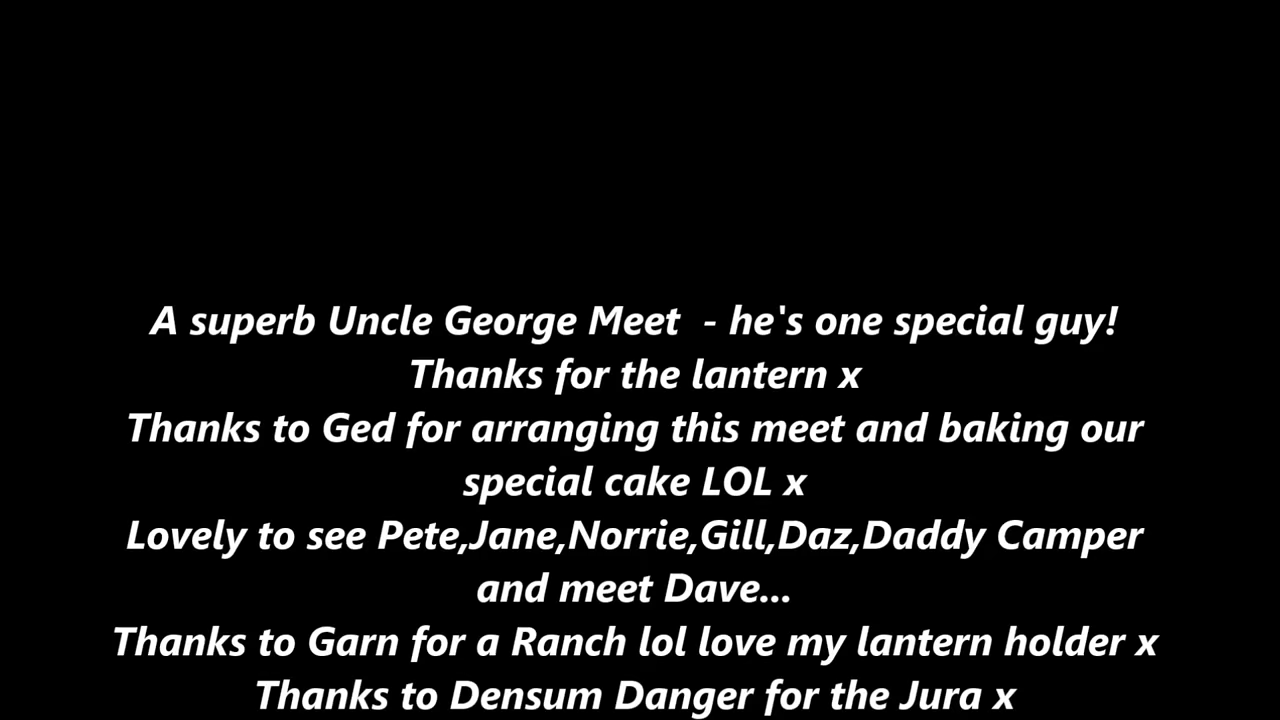 A superb Uncle George Meet  - he's one special guy!
Thanks for the lantern x
Thanks to Ged for arranging this meet and baking our
special cake LOL x
Lovely to see Pete,Jane,Norrie,Gill,Daz,Daddy Camper
and meet Dave...
Thanks to Garn for a Ranch lol love my lantern holder x
Thanks to Densum Danger for the Jura x